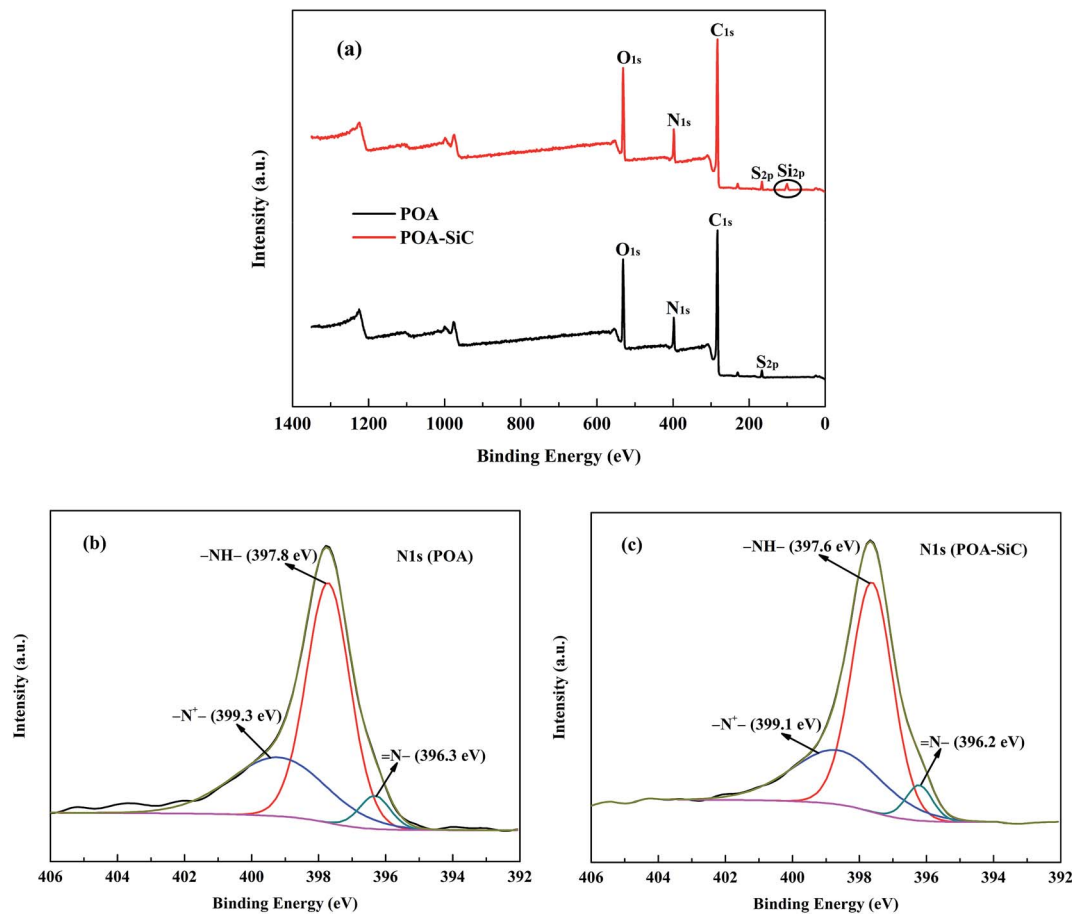 (a)
C1s
O1s
N1s
S2p Si2p
POA
POA-SiC
C1s
O1s
N1s
S2p
Intensity (a.u.)
1400 1200 1000 800 600 400 200 0
Binding Energy (eV)
(b)
N1s (POA)
–NH– (397.8 eV)
–N⁺– (399.3 eV)
=N– (396.3 eV)
Intensity (a.u.)
406 404 402 400 398 396 394 392
Binding Energy (eV)
(c)
N1s (POA-SiC)
–NH– (397.6 eV)
–N⁺– (399.1 eV)
=N– (396.2 eV)
Intensity (a.u.)
406 404 402 400 398 396 394 392
Binding Energy (eV)